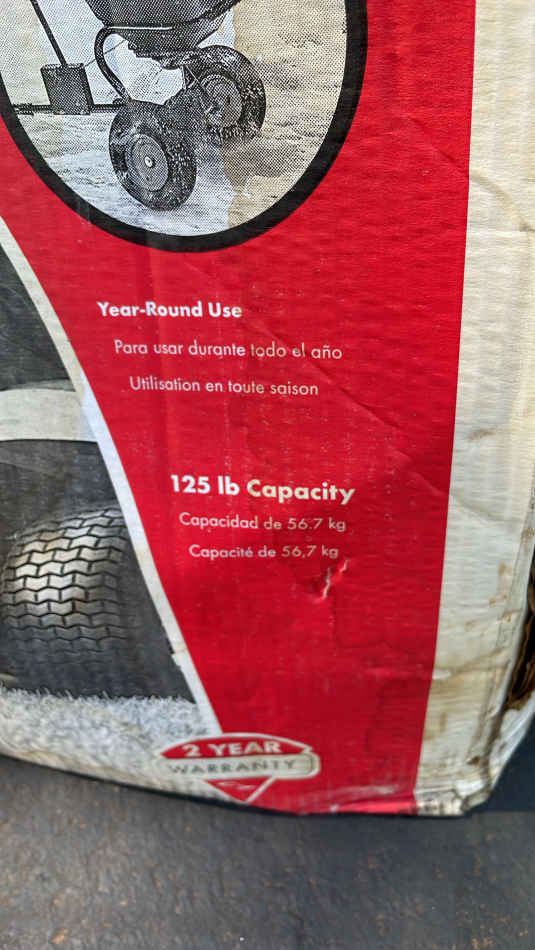 Year-Round Use
Para usar durante todo el año
Utilisation en toute saison
125 lb Capacity
Capacidad de 56.7 kg
Capacité de 56,7 kg
2 YEAR
WARRANTY